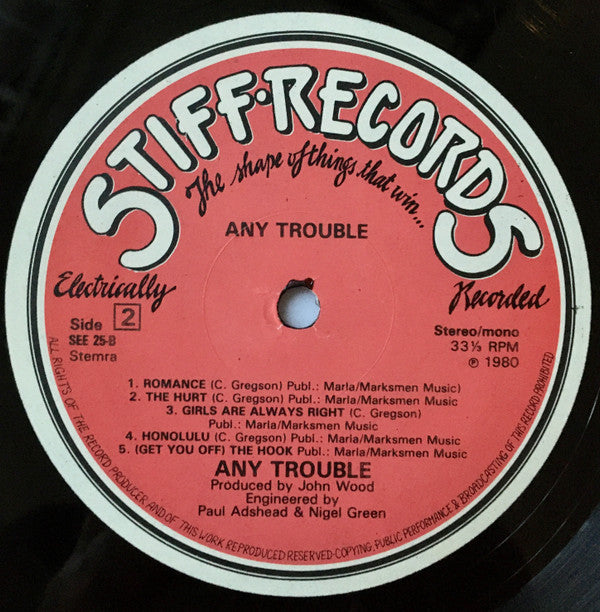 STIFF·RECORDS
The shape of things that win...
ANY TROUBLE
Electrically
Recorded
Side 2
SEE 25-B
Stemra
Stereo/mono
33⅓ RPM
℗ 1980
1. ROMANCE (C. Gregson) Publ.: Marla/Marksmen Music)
2. THE HURT (C. Gregson) Publ.: Marla/Marksmen Music
3. GIRLS ARE ALWAYS RIGHT (C. Gregson)
Publ.: Marla/Marksmen Music)
4. HONOLULU (C. Gregson) Publ.: Marla/Marksmen Music)
5. (GET YOU OFF) THE HOOK Publ.: Marla/Marksmen Music)
ANY TROUBLE
Produced by John Wood
Engineered by
Paul Adshead & Nigel Green
ALL RIGHTS OF THE RECORD PRODUCER AND OF THIS WORK REPRODUCED RESERVED-COPYING, PUBLIC PERFORMANCE & BROADCASTING OF THIS RECORD PROHIBITED